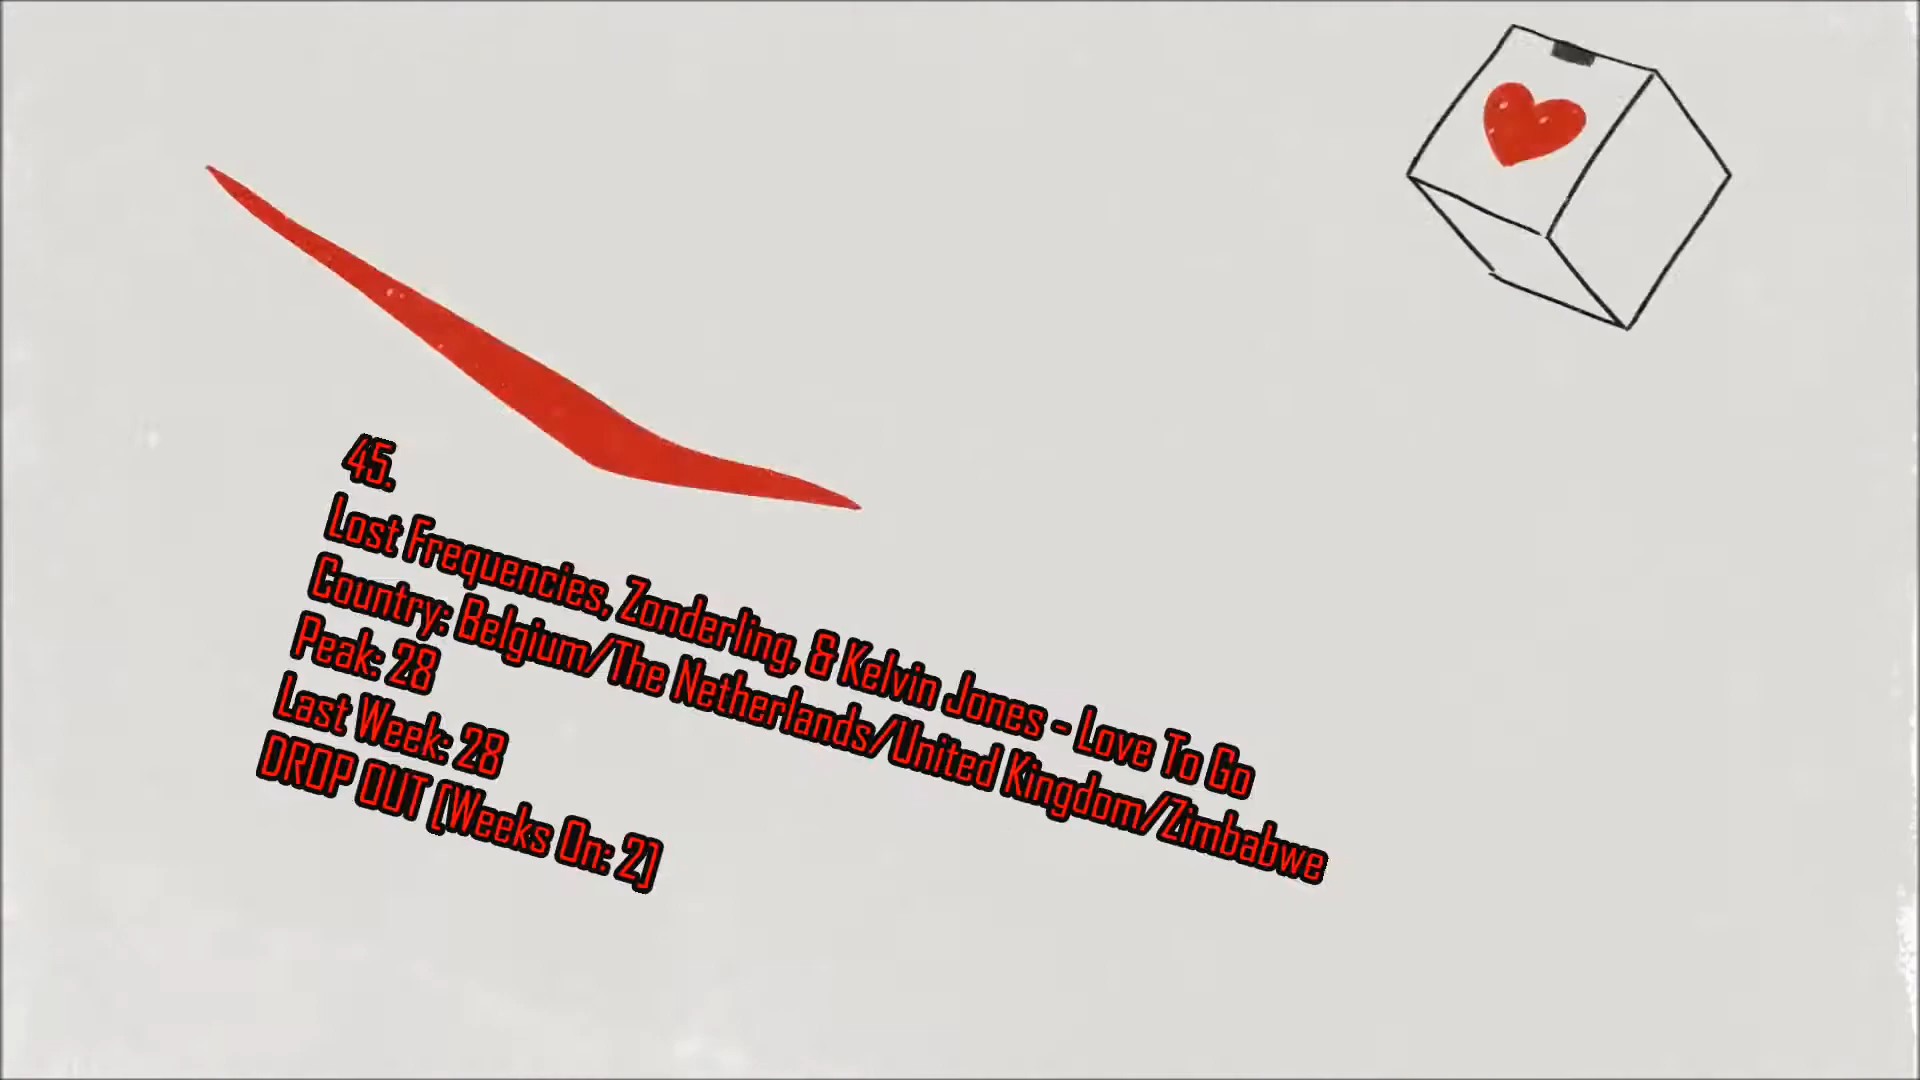 45.
Lost Frequencies, Zonderling, & Kelvin Jones - Love To Go
Country: Belgium/The Netherlands/United Kingdom/Zimbabwe
Peak: 28
Last Week: 28
DROP OUT [Weeks On: 2]